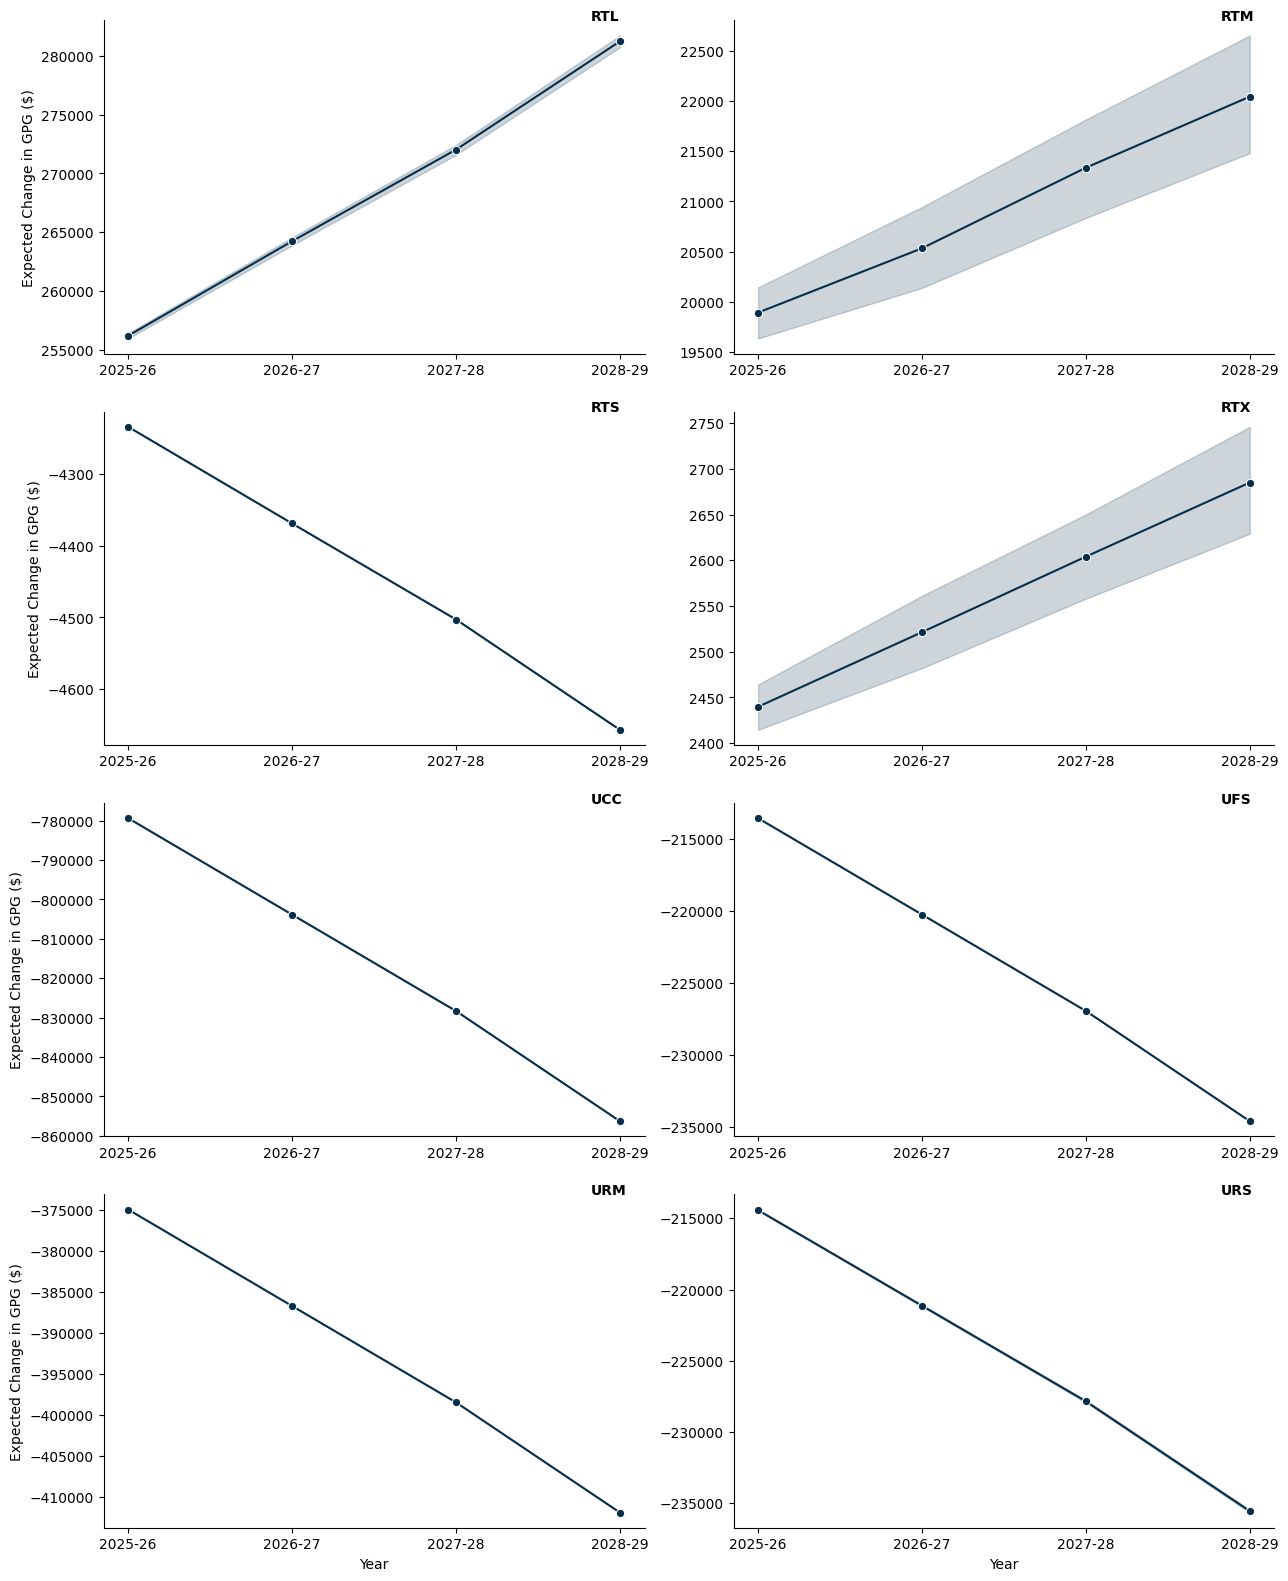 RTL
Expected Change in GPG ($)
280000
275000
270000
265000
260000
255000
2025-26 2026-27 2027-28 2028-29
RTM
22500
22000
21500
21000
20500
20000
19500
2025-26 2026-27 2027-28 2028-29
RTS
Expected Change in GPG ($)
−4300
−4400
−4500
−4600
2025-26 2026-27 2027-28 2028-29
RTX
2750
2700
2650
2600
2550
2500
2450
2400
2025-26 2026-27 2027-28 2028-29
UCC
Expected Change in GPG ($)
−780000
−790000
−800000
−810000
−820000
−830000
−840000
−850000
−860000
2025-26 2026-27 2027-28 2028-29
UFS
−215000
−220000
−225000
−230000
−235000
2025-26 2026-27 2027-28 2028-29
URM
Expected Change in GPG ($)
−375000
−380000
−385000
−390000
−395000
−400000
−405000
−410000
2025-26 2026-27 2027-28 2028-29
Year
URS
−215000
−220000
−225000
−230000
−235000
2025-26 2026-27 2027-28 2028-29
Year